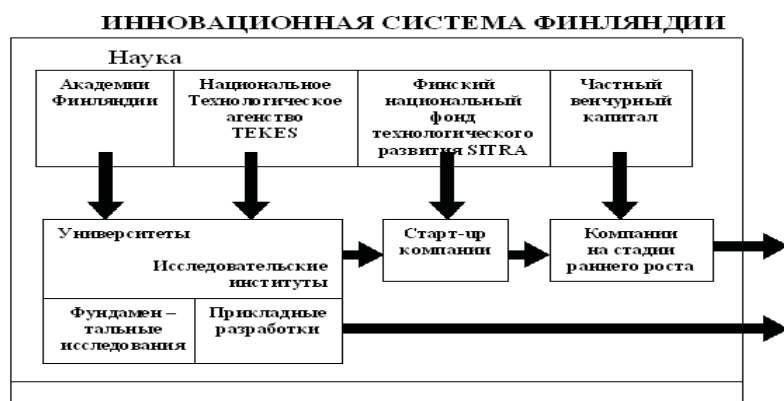 ИННОВАЦИОННАЯ СИСТЕМА ФИНЛЯНДИИ
Наука
Академии
Финляндии
Национальное
Технологическое
агенство
TEKES
Финский
национальный
фонд
технологического
развития SITRA
Частный
венчурный
капитал
Университеты
Исследовательские
институты
Фундамен –
тальные
исследования
Прикладные
разработки
Старт-up
компании
Компании
на стадии
раннего роста